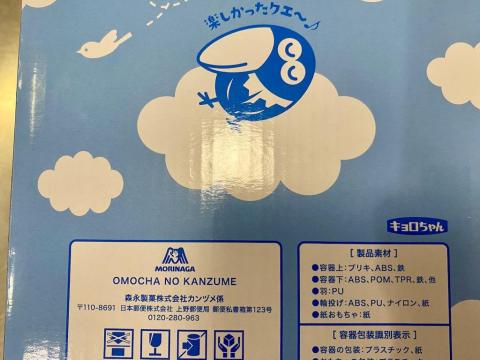 楽しかったクエ〜♪
キョロちゃん
MORINAGA
OMOCHA NO KANZUME
森永製菓株式会社カンヅメ係
〒110-8691 日本郵便株式会社 上野郵便局 郵便私書箱第123号
0120-280-963
[ 製品素材 ]
●容器上：ブリキ、ABS、鉄
●容器下：ABS、POM、TPR、鉄、他
●羽：PU
●輪投げ：ABS、PU、ナイロン、紙
●紙おもちゃ：紙
[ 容器包装識別表示 ]
●容器の包装：プラスチック、紙